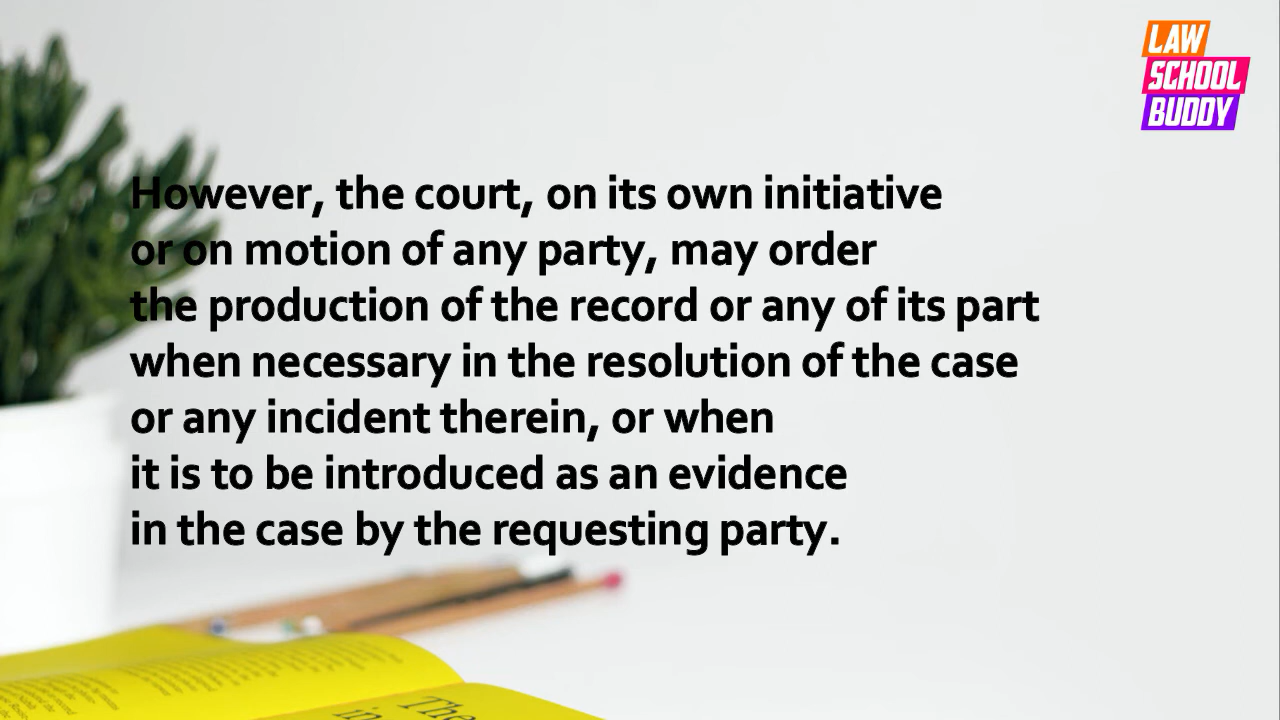 LAW
SCHOOL
BUDDY
However, the court, on its own initiative
or on motion of any party, may order
the production of the record or any of its part
when necessary in the resolution of the case
or any incident therein, or when
it is to be introduced as an evidence
in the case by the requesting party.
The
in